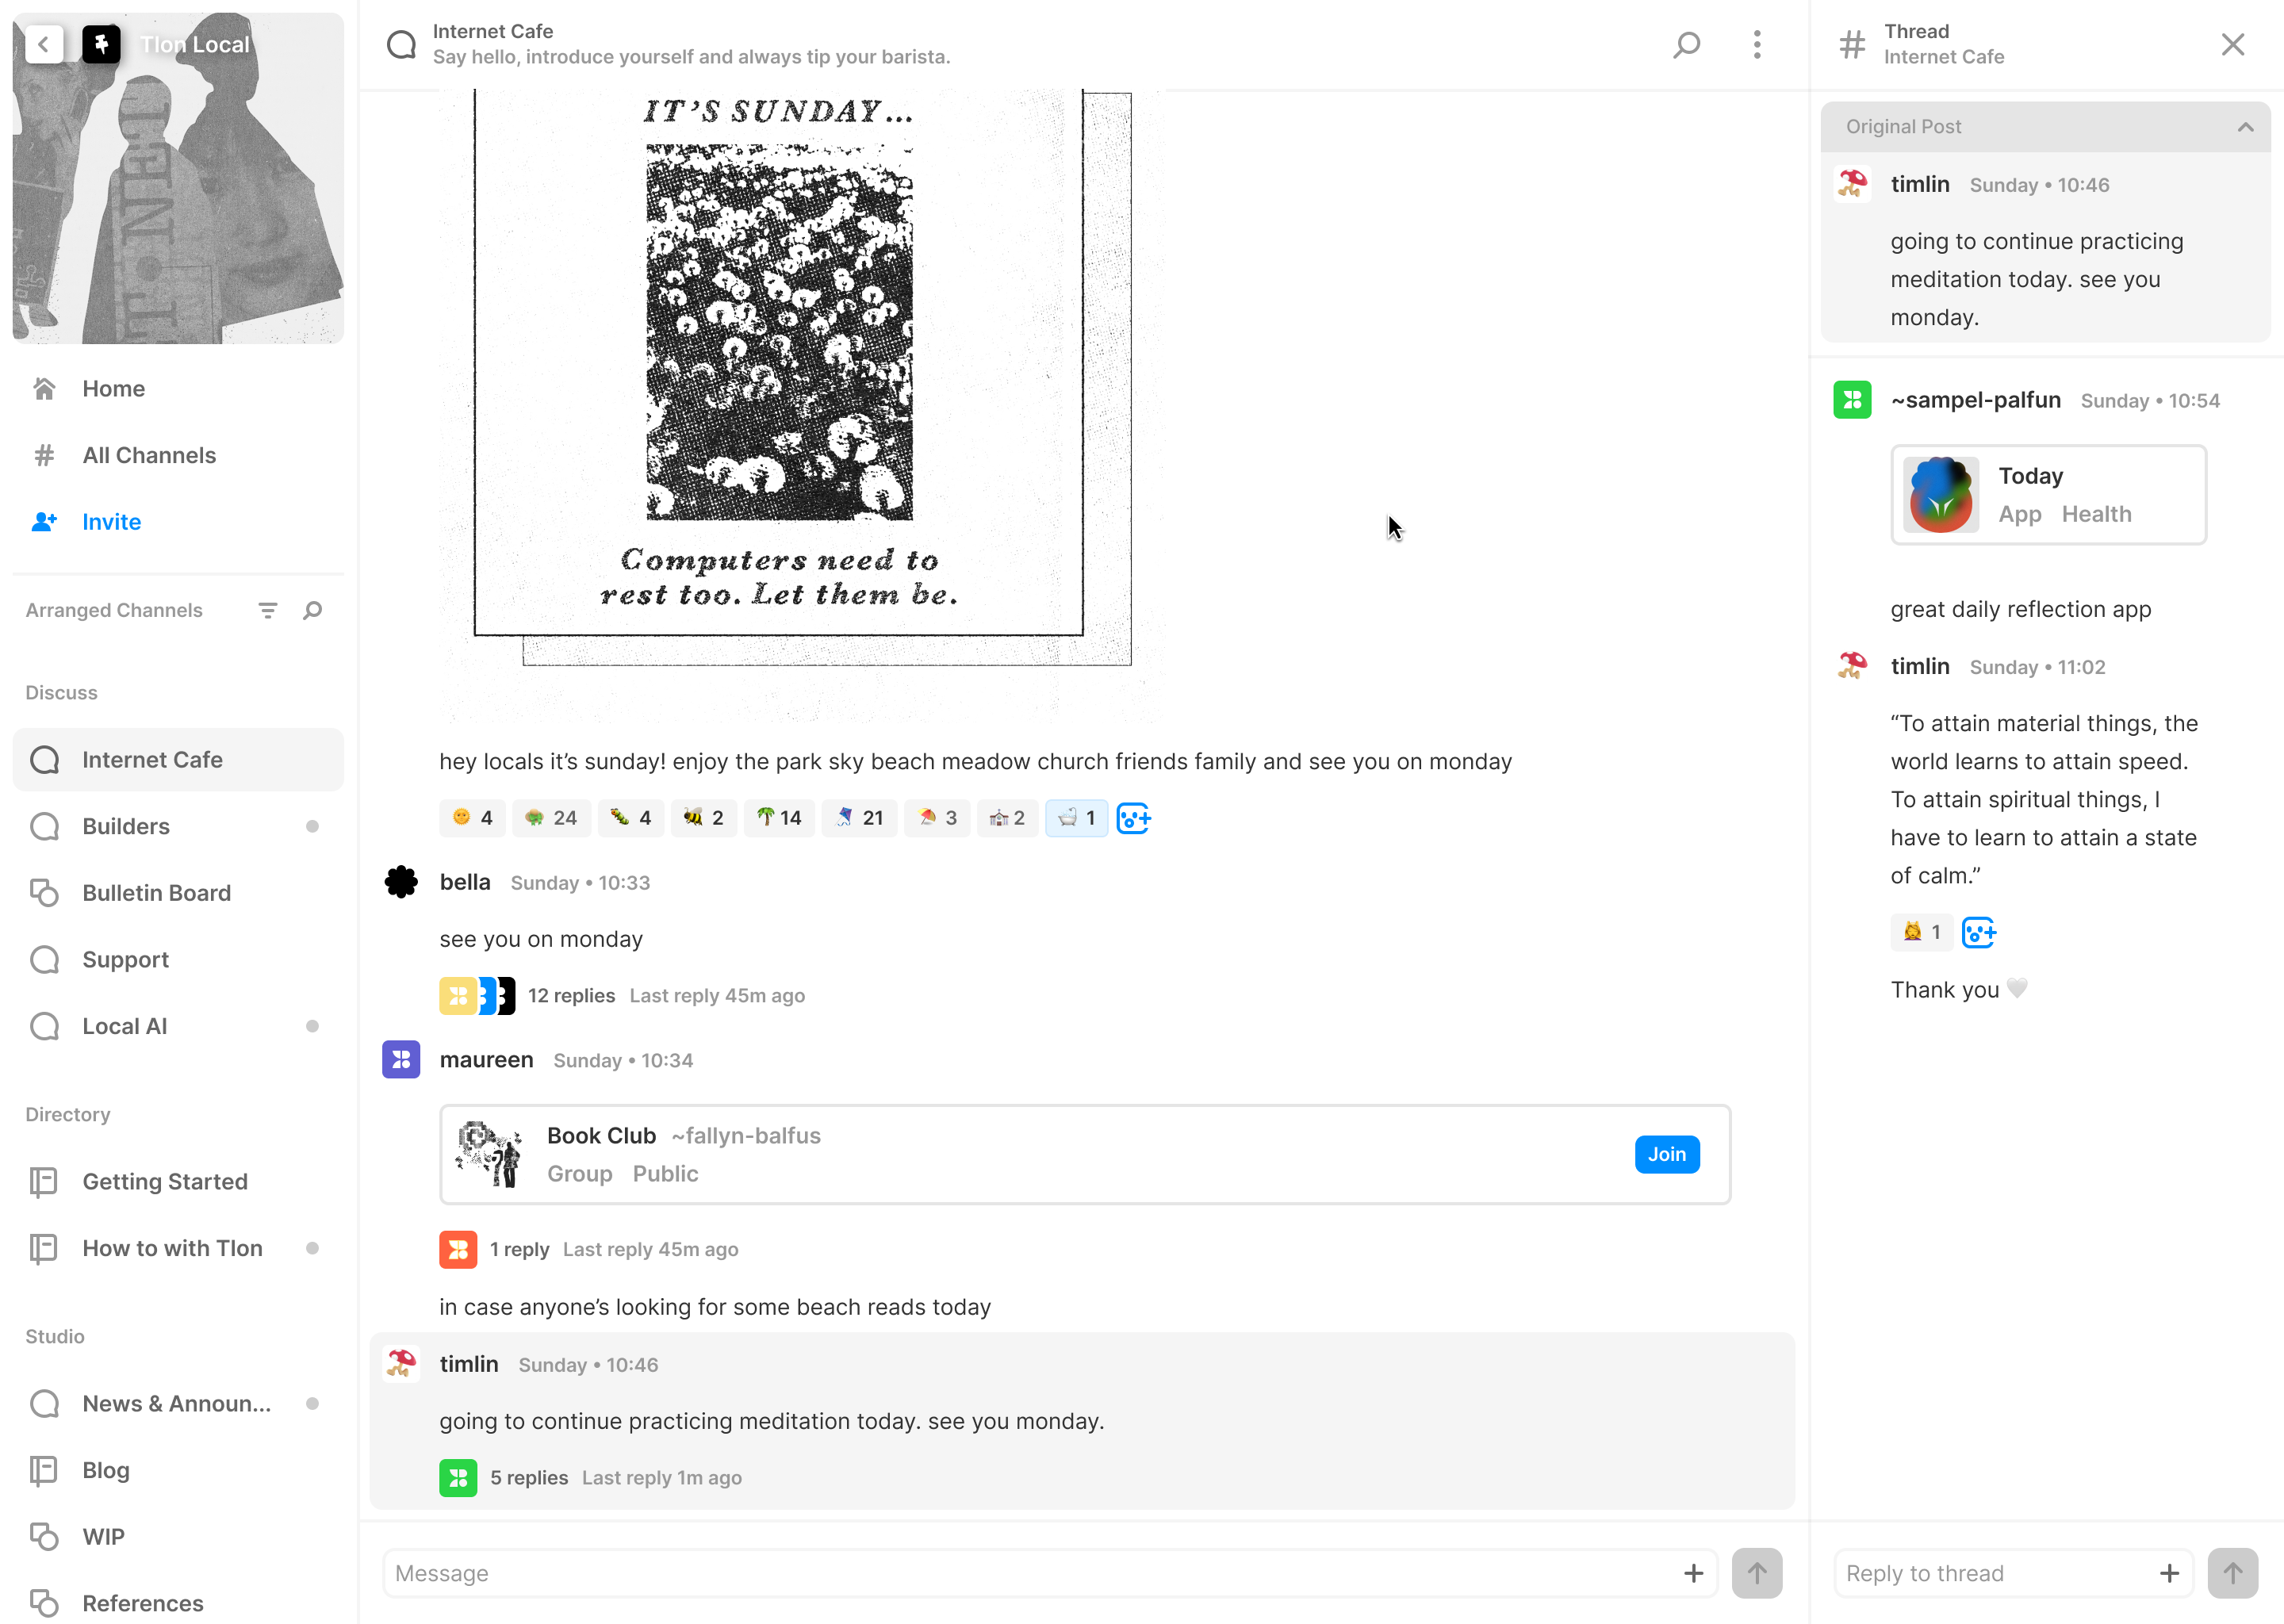 Tlon Local
Home
All Channels
Invite
Arranged Channels
Discuss
Internet Cafe
Builders
Bulletin Board
Support
Local AI
Directory
Getting Started
How to with Tlon
Studio
News & Announ...
Blog
WIP
References
Internet Cafe
Say hello, introduce yourself and always tip your barista.
IT'S SUNDAY...
Computers need to
rest too. Let them be.
hey locals it’s sunday! enjoy the park sky beach meadow church friends family and see you on monday
4 24 4 2 14 21 3 2 1
bella Sunday • 10:33
see you on monday
12 replies Last reply 45m ago
maureen Sunday • 10:34
Book Club ~fallyn-balfus
Group Public
Join
1 reply Last reply 45m ago
in case anyone’s looking for some beach reads today
timlin Sunday • 10:46
going to continue practicing meditation today. see you monday.
5 replies Last reply 1m ago
Message
Thread
Internet Cafe
Original Post
timlin Sunday • 10:46
going to continue practicing
meditation today. see you
monday.
~sampel-palfun Sunday • 10:54
Today
App Health
great daily reflection app
timlin Sunday • 11:02
“To attain material things, the
world learns to attain speed.
To attain spiritual things, I
have to learn to attain a state
of calm.”
1
Thank you 🤍
Reply to thread